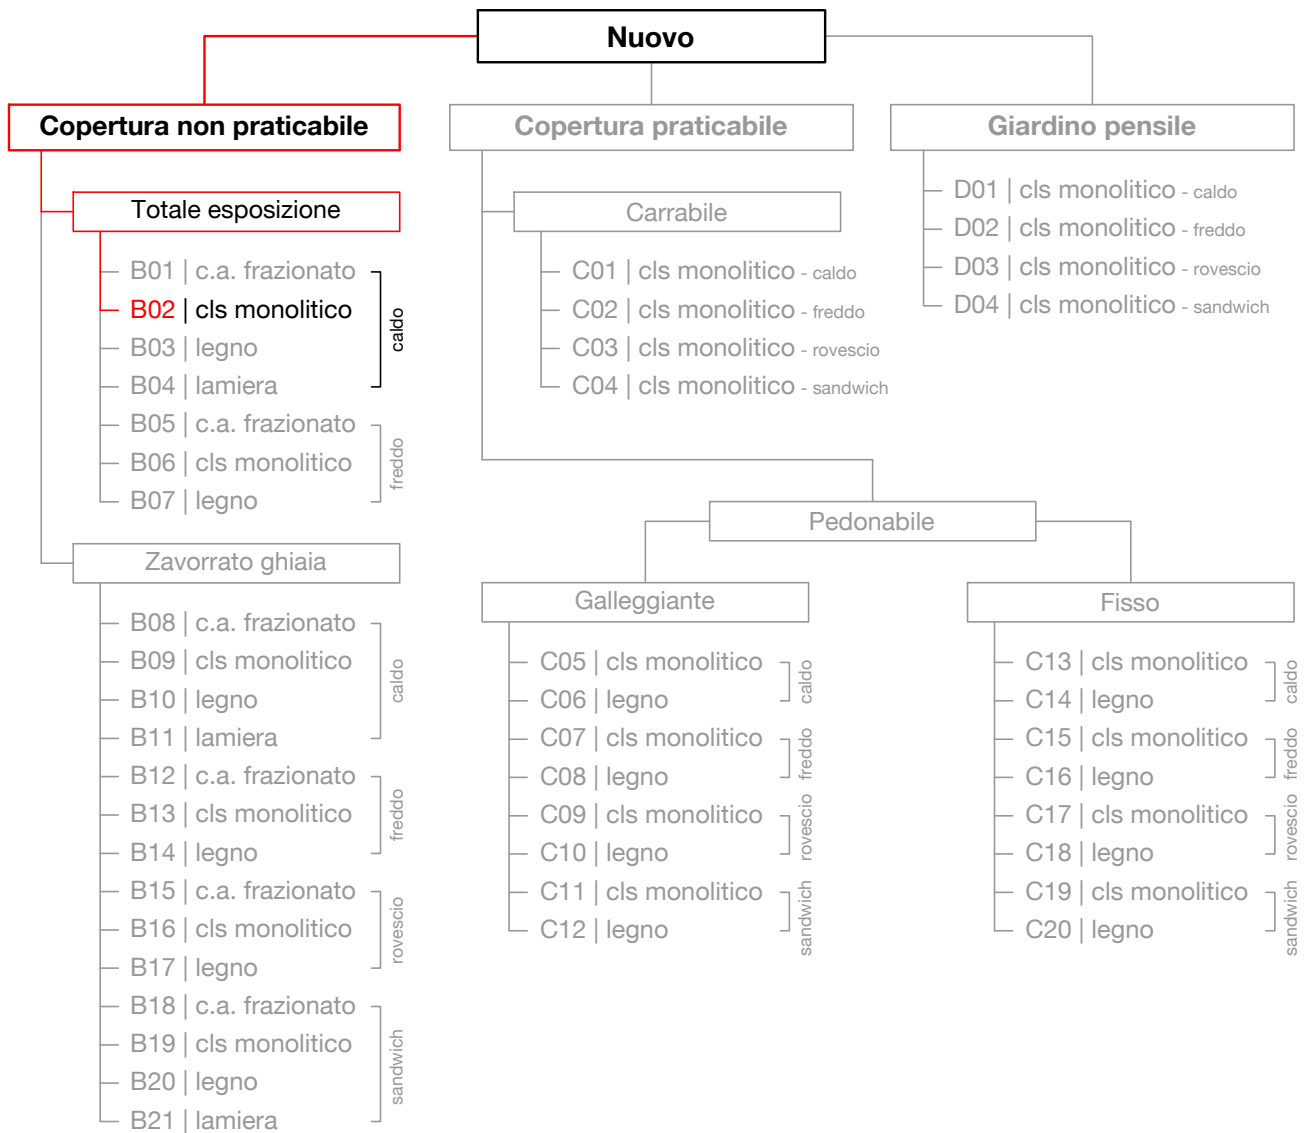 Nuovo
Copertura non praticabile
Totale esposizione
B01 | c.a. frazionato
B02 | cls monolitico
B03 | legno
B04 | lamiera
caldo
B05 | c.a. frazionato
B06 | cls monolitico
B07 | legno
freddo
Zavorrato ghiaia
B08 | c.a. frazionato
B09 | cls monolitico
B10 | legno
B11 | lamiera
caldo
B12 | c.a. frazionato
B13 | cls monolitico
B14 | legno
freddo
B15 | c.a. frazionato
B16 | cls monolitico
B17 | legno
rovescio
B18 | c.a. frazionato
B19 | cls monolitico
B20 | legno
B21 | lamiera
sandwich
Copertura praticabile
Carrabile
C01 | cls monolitico - caldo
C02 | cls monolitico - freddo
C03 | cls monolitico - rovescio
C04 | cls monolitico - sandwich
Pedonabile
Galleggiante
C05 | cls monolitico
C06 | legno
caldo
C07 | cls monolitico
C08 | legno
freddo
C09 | cls monolitico
C10 | legno
rovescio
C11 | cls monolitico
C12 | legno
sandwich
Fisso
C13 | cls monolitico
C14 | legno
caldo
C15 | cls monolitico
C16 | legno
freddo
C17 | cls monolitico
C18 | legno
rovescio
C19 | cls monolitico
C20 | legno
sandwich
Giardino pensile
D01 | cls monolitico - caldo
D02 | cls monolitico - freddo
D03 | cls monolitico - rovescio
D04 | cls monolitico - sandwich